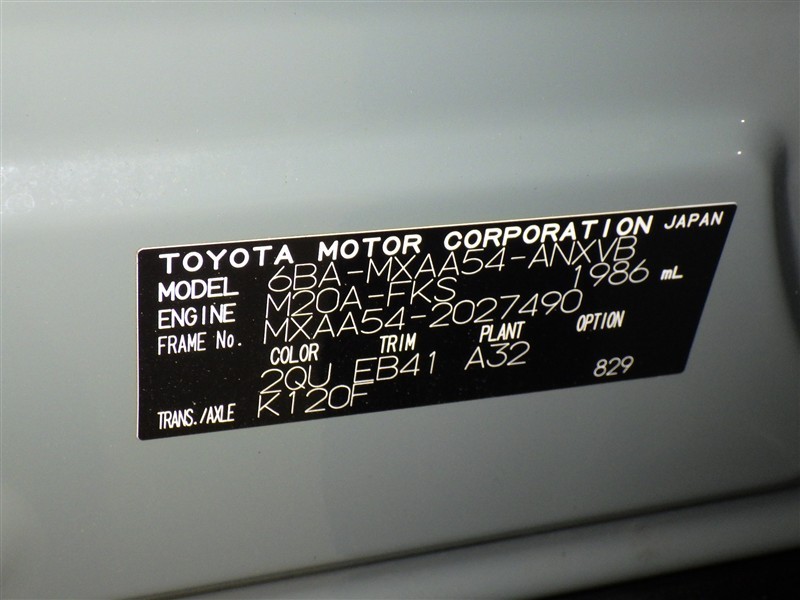 TOYOTA MOTOR CORPORATION JAPAN
MODEL 6BA-MXAA54-ANXVB
ENGINE M20A-FKS 1986 mL
FRAME No. MXAA54-2027490
COLOR TRIM PLANT OPTION
2QU EB41 A32 829
TRANS./AXLE K120F